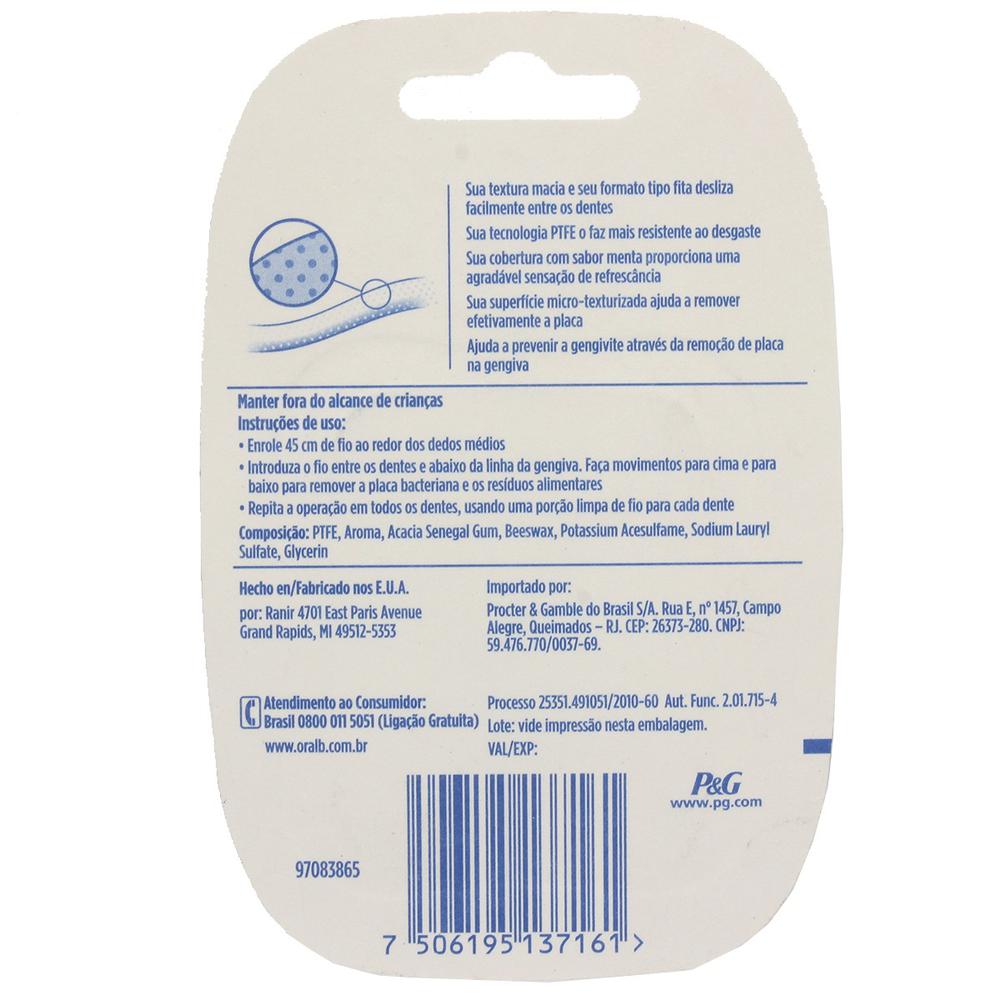 Sua textura macia e seu formato tipo fita desliza
facilmente entre os dentes
Sua tecnologia PTFE o faz mais resistente ao desgaste
Sua cobertura com sabor menta proporciona uma
agradável sensação de refrescância
Sua superfície micro-texturizada ajuda a remover
efetivamente a placa
Ajuda a prevenir a gengivite através da remoção de placa
na gengiva
Manter fora do alcance de crianças
Instruções de uso:
• Enrole 45 cm de fio ao redor dos dedos médios
• Introduza o fio entre os dentes e abaixo da linha da gengiva. Faça movimentos para cima e para
baixo para remover a placa bacteriana e os resíduos alimentares
• Repita a operação em todos os dentes, usando uma porção limpa de fio para cada dente
Composição: PTFE, Aroma, Acacia Senegal Gum, Beeswax, Potassium Acesulfame, Sodium Lauryl
Sulfate, Glycerin
Hecho en/Fabricado nos E.U.A.
por: Ranir 4701 East Paris Avenue
Grand Rapids, MI 49512-5353
Importado por:
Procter & Gamble do Brasil S/A. Rua E, nº 1457, Campo
Alegre, Queimados – RJ. CEP: 26373-280. CNPJ:
59.476.770/0037-69.
Atendimento ao Consumidor:
Brasil 0800 011 5051 (Ligação Gratuita)
www.oralb.com.br
Processo 25351.491051/2010-60 Aut. Func. 2.01.715-4
Lote: vide impressão nesta embalagem.
VAL/EXP:
P&G
www.pg.com
97083865
7 506195 137161 >